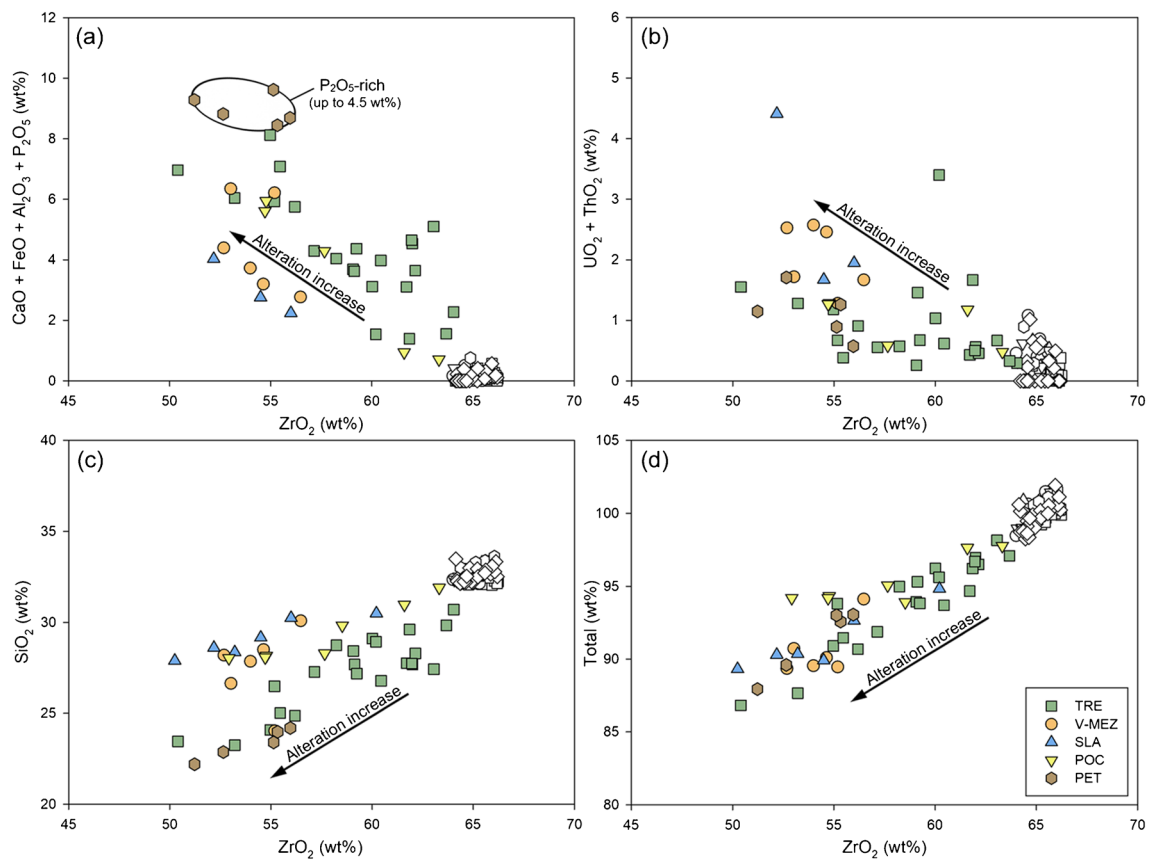 (a)
P₂O₅-rich
(up to 4.5 wt%)
Alteration increase
CaO + FeO + Al₂O₃ + P₂O₅ (wt%)
12
10
8
6
4
2
0
45 50 55 60 65 70
ZrO₂ (wt%)
(b)
Alteration increase
UO₂ + ThO₂ (wt%)
6
5
4
3
2
1
0
45 50 55 60 65 70
ZrO₂ (wt%)
(c)
Alteration increase
SiO₂ (wt%)
40
35
30
25
20
45 50 55 60 65 70
ZrO₂ (wt%)
(d)
Alteration increase
Total (wt%)
105
100
95
90
85
80
45 50 55 60 65 70
ZrO₂ (wt%)
TRE
V-MEZ
SLA
POC
PET